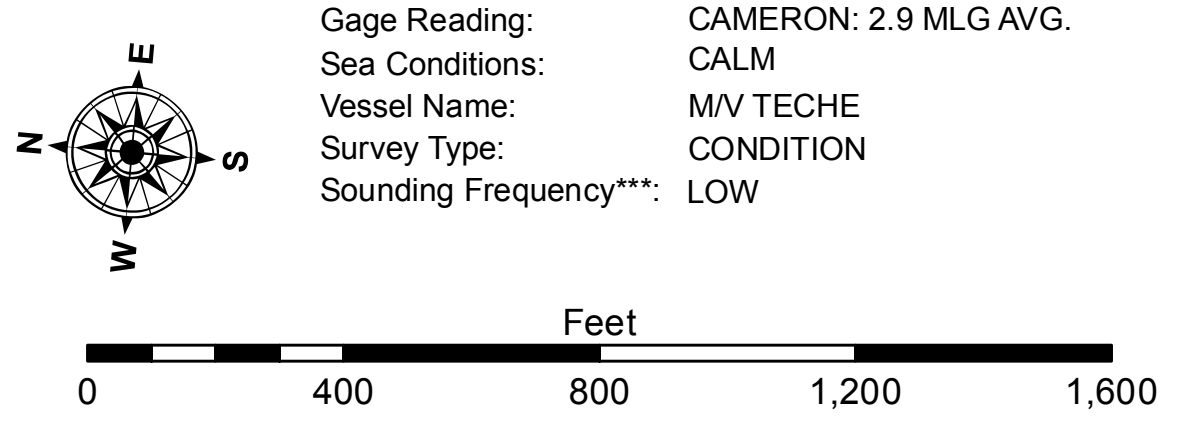 E
N
S
W
Gage Reading: CAMERON: 2.9 MLG AVG.
Sea Conditions: CALM
Vessel Name: M/V TECHE
Survey Type: CONDITION
Sounding Frequency***: LOW
Feet
0 400 800 1,200 1,600